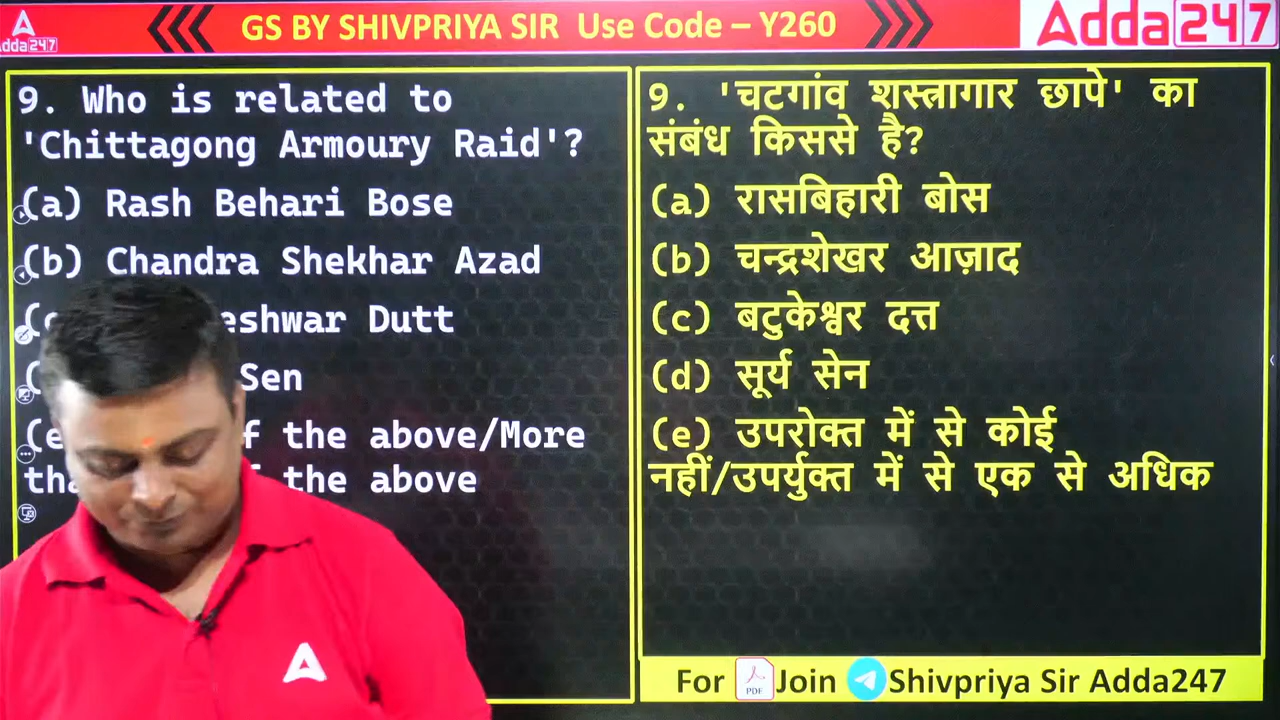 GS BY SHIVPRIYA SIR Use Code – Y260
Adda247
Adda247
9. Who is related to
'Chittagong Armoury Raid'?
(a) Rash Behari Bose
(b) Chandra Shekhar Azad
eshwar Dutt
Sen
(e f the above/More
tha f the above
9. 'चटगांव शस्त्रागार छापे' का
संबंध किससे है?
(a) रासबिहारी बोस
(b) चन्द्रशेखर आज़ाद
(c) बटुकेश्वर दत्त
(d) सूर्य सेन
(e) उपरोक्त में से कोई
नहीं/उपर्युक्त में से एक से अधिक
For PDF Join Shivpriya Sir Adda247